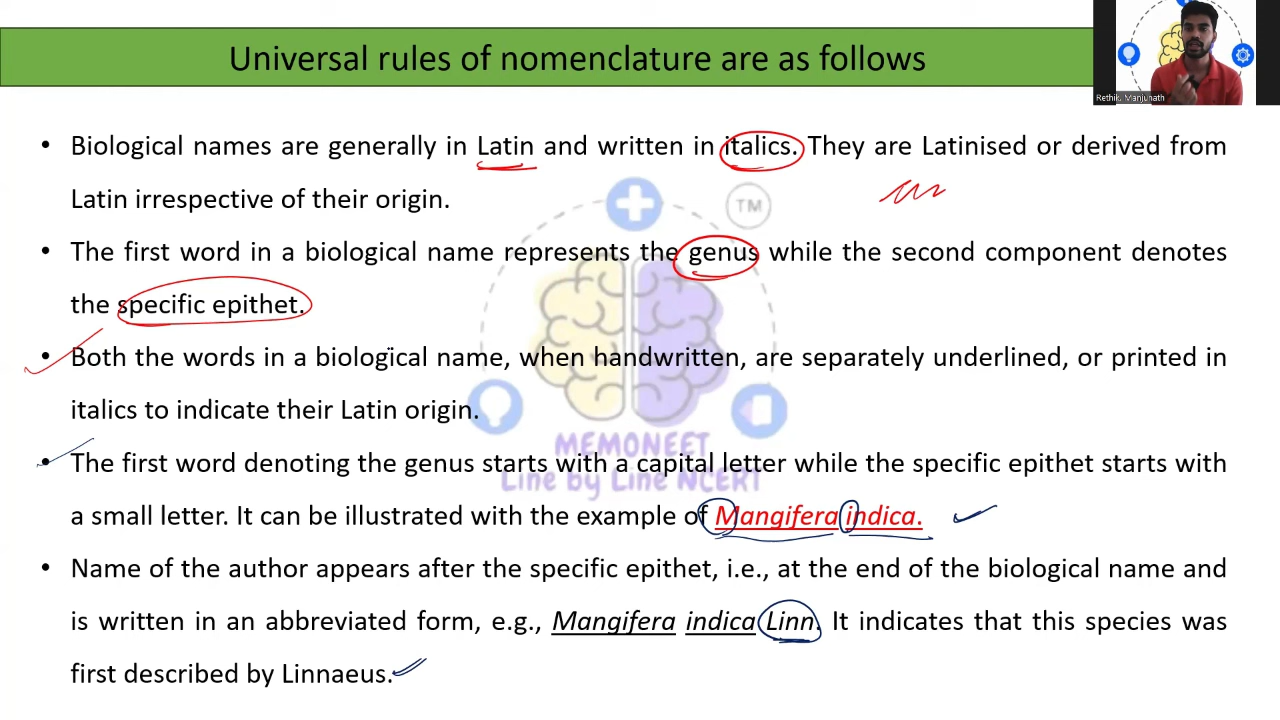 Universal rules of nomenclature are as follows
Rethik. Manjunath
• Biological names are generally in Latin and written in italics. They are Latinised or derived from
Latin irrespective of their origin.
TM
• The first word in a biological name represents the genus while the second component denotes
the specific epithet.
• Both the words in a biological name, when handwritten, are separately underlined, or printed in
italics to indicate their Latin origin.
MEMONEET
• The first word denoting the genus starts with a capital letter while the specific epithet starts with
Line by Line NCERT
a small letter. It can be illustrated with the example of Mangifera indica.
• Name of the author appears after the specific epithet, i.e., at the end of the biological name and
is written in an abbreviated form, e.g., Mangifera indica Linn. It indicates that this species was
first described by Linnaeus.